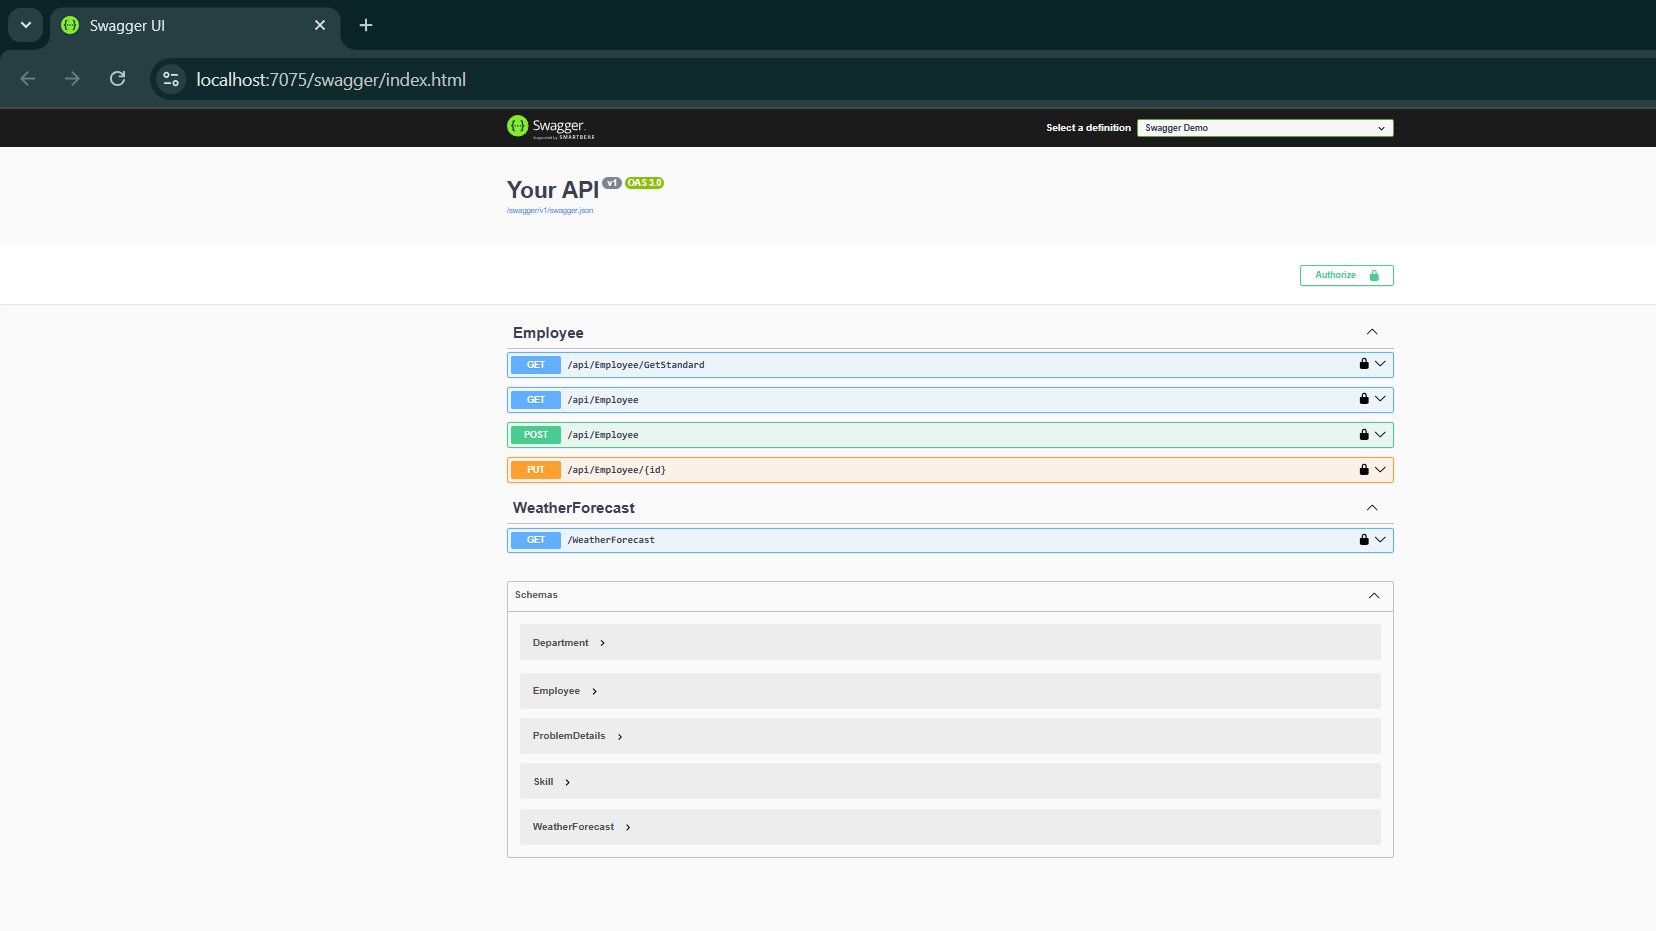 Swagger UI
localhost:7075/swagger/index.html
Swagger.
Supported by SMARTBEAR
Select a definition
Swagger Demo
Your API v1 OAS 3.0
/swagger/v1/swagger.json
Authorize
Employee
GET /api/Employee/GetStandard
GET /api/Employee
POST /api/Employee
PUT /api/Employee/{id}
WeatherForecast
GET /WeatherForecast
Schemas
Department
Employee
ProblemDetails
Skill
WeatherForecast